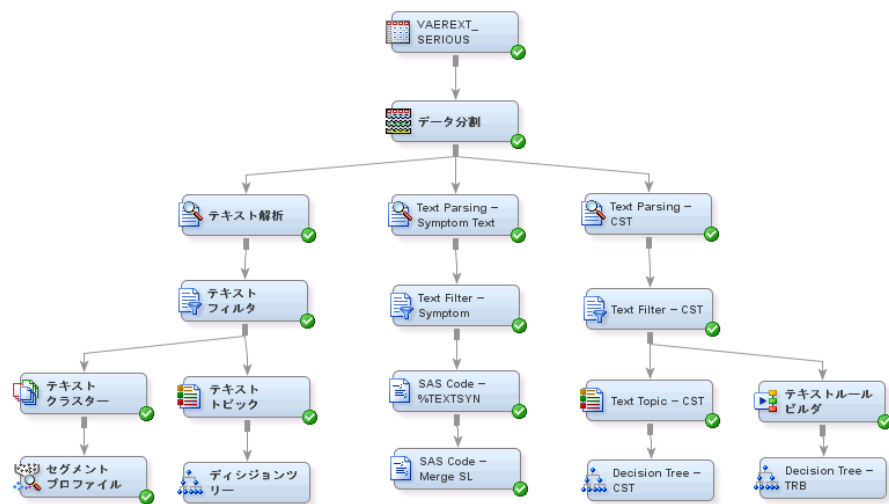 VAEREXT_
SERIOUS
データ分割
テキスト解析
Text Parsing –
Symptom Text
Text Parsing –
CST
テキスト
フィルタ
Text Filter –
Symptom
Text Filter – CST
テキスト
クラスター
テキスト
トピック
SAS Code –
%TEXTSYN
Text Topic – CST
テキストルール
ビルダ
セグメント
プロファイル
ディシジョンツ
リー
SAS Code –
Merge SL
Decision Tree –
CST
Decision Tree –
TRB